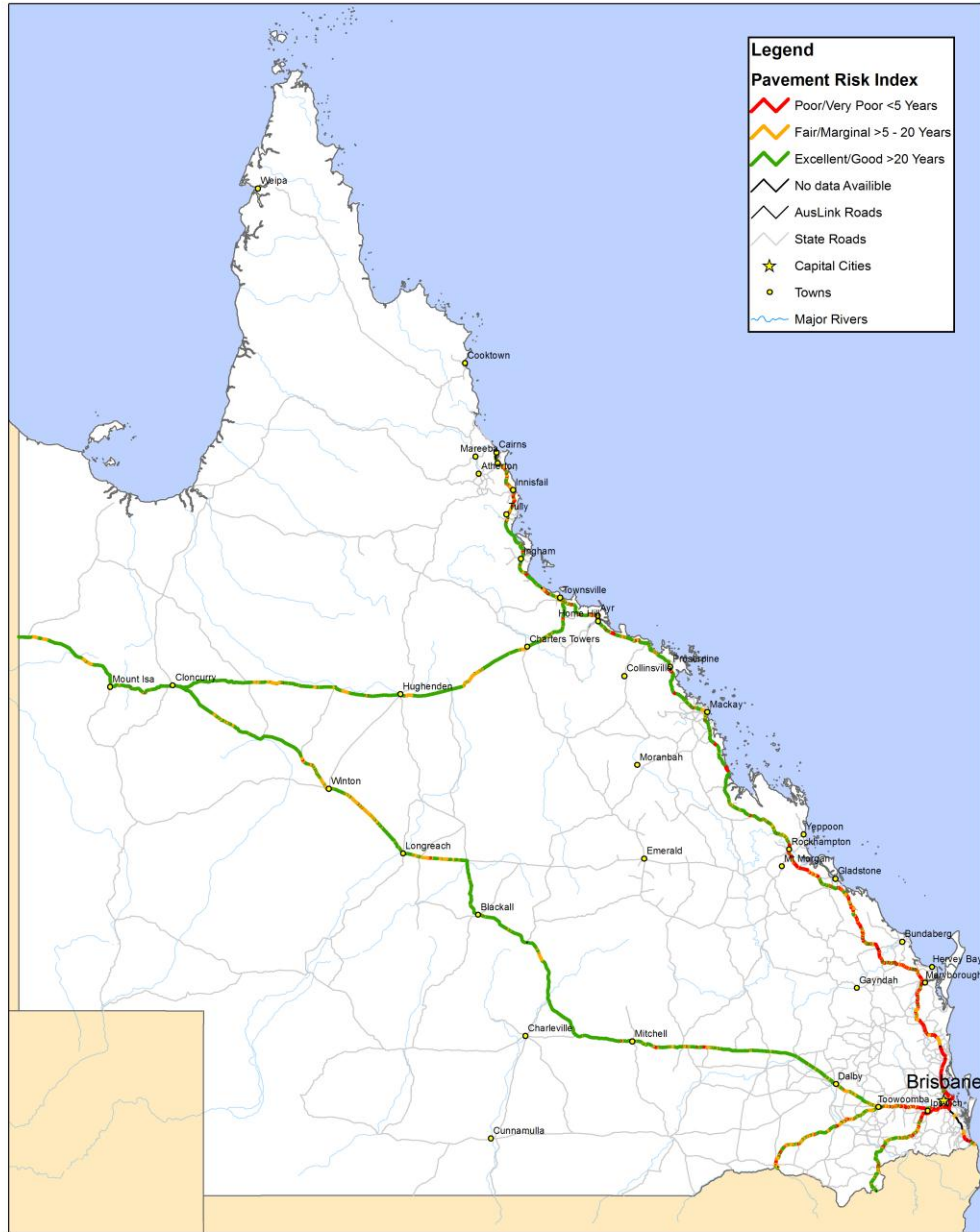 Legend
Pavement Risk Index
Poor/Very Poor <5 Years
Fair/Marginal >5 - 20 Years
Excellent/Good >20 Years
No data Availible
AusLink Roads
State Roads
Capital Cities
Towns
Major Rivers
Weipa
Cooktown
Cairns
Mareeba
Atherton
Innisfail
Tully
Ingham
Townsville
Ayr
Home Hill
Charters Towers
Proserpine
Collinsville
Mount Isa
Cloncurry
Hughenden
Mackay
Moranbah
Winton
Yeppoon
Rockhampton
Longreach
Emerald
Mt Morgan
Gladstone
Blackall
Bundaberg
Hervey Bay
Maryborough
Gayndah
Charleville
Mitchell
Dalby
Brisbane
Toowoomba
Ipswich
Cunnamulla